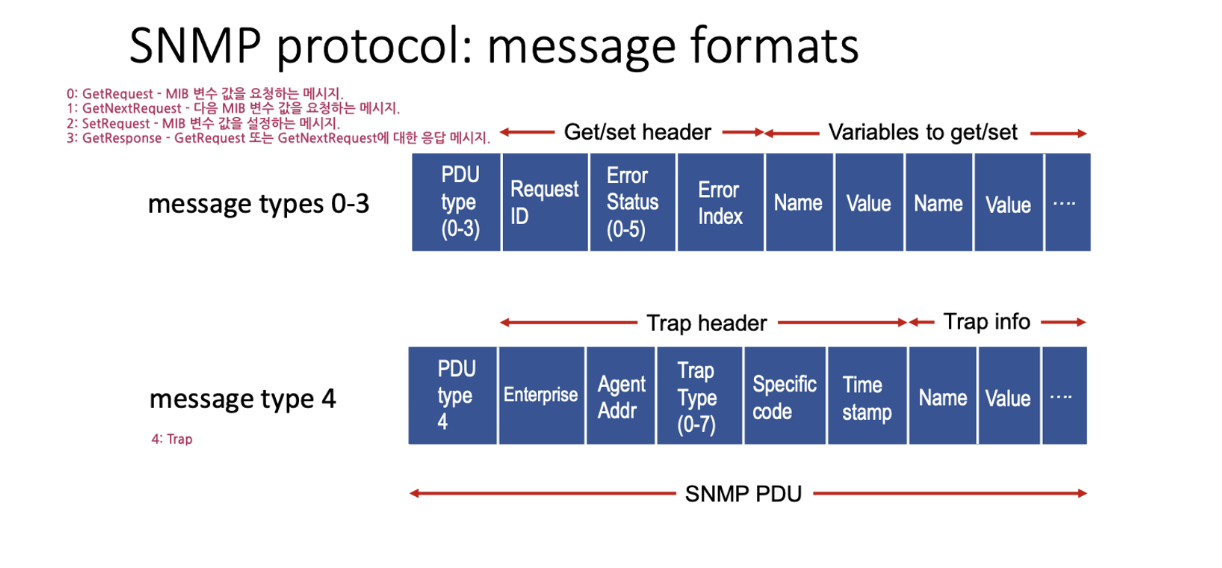 SNMP protocol: message formats
0: GetRequest - MIB 변수 값을 요청하는 메시지.
1: GetNextRequest - 다음 MIB 변수 값을 요청하는 메시지.
2: SetRequest - MIB 변수 값을 설정하는 메시지.
3: GetResponse - GetRequest 또는 GetNextRequest에 대한 응답 메시지.
Get/set header
Variables to get/set
message types 0-3
PDU
type
(0-3)
Request
ID
Error
Status
(0-5)
Error
Index
Name
Value
Name
Value
....
Trap header
Trap info
message type 4
4: Trap
PDU
type
4
Enterprise
Agent
Addr
Trap
Type
(0-7)
Specific
code
Time
stamp
Name
Value
....
SNMP PDU